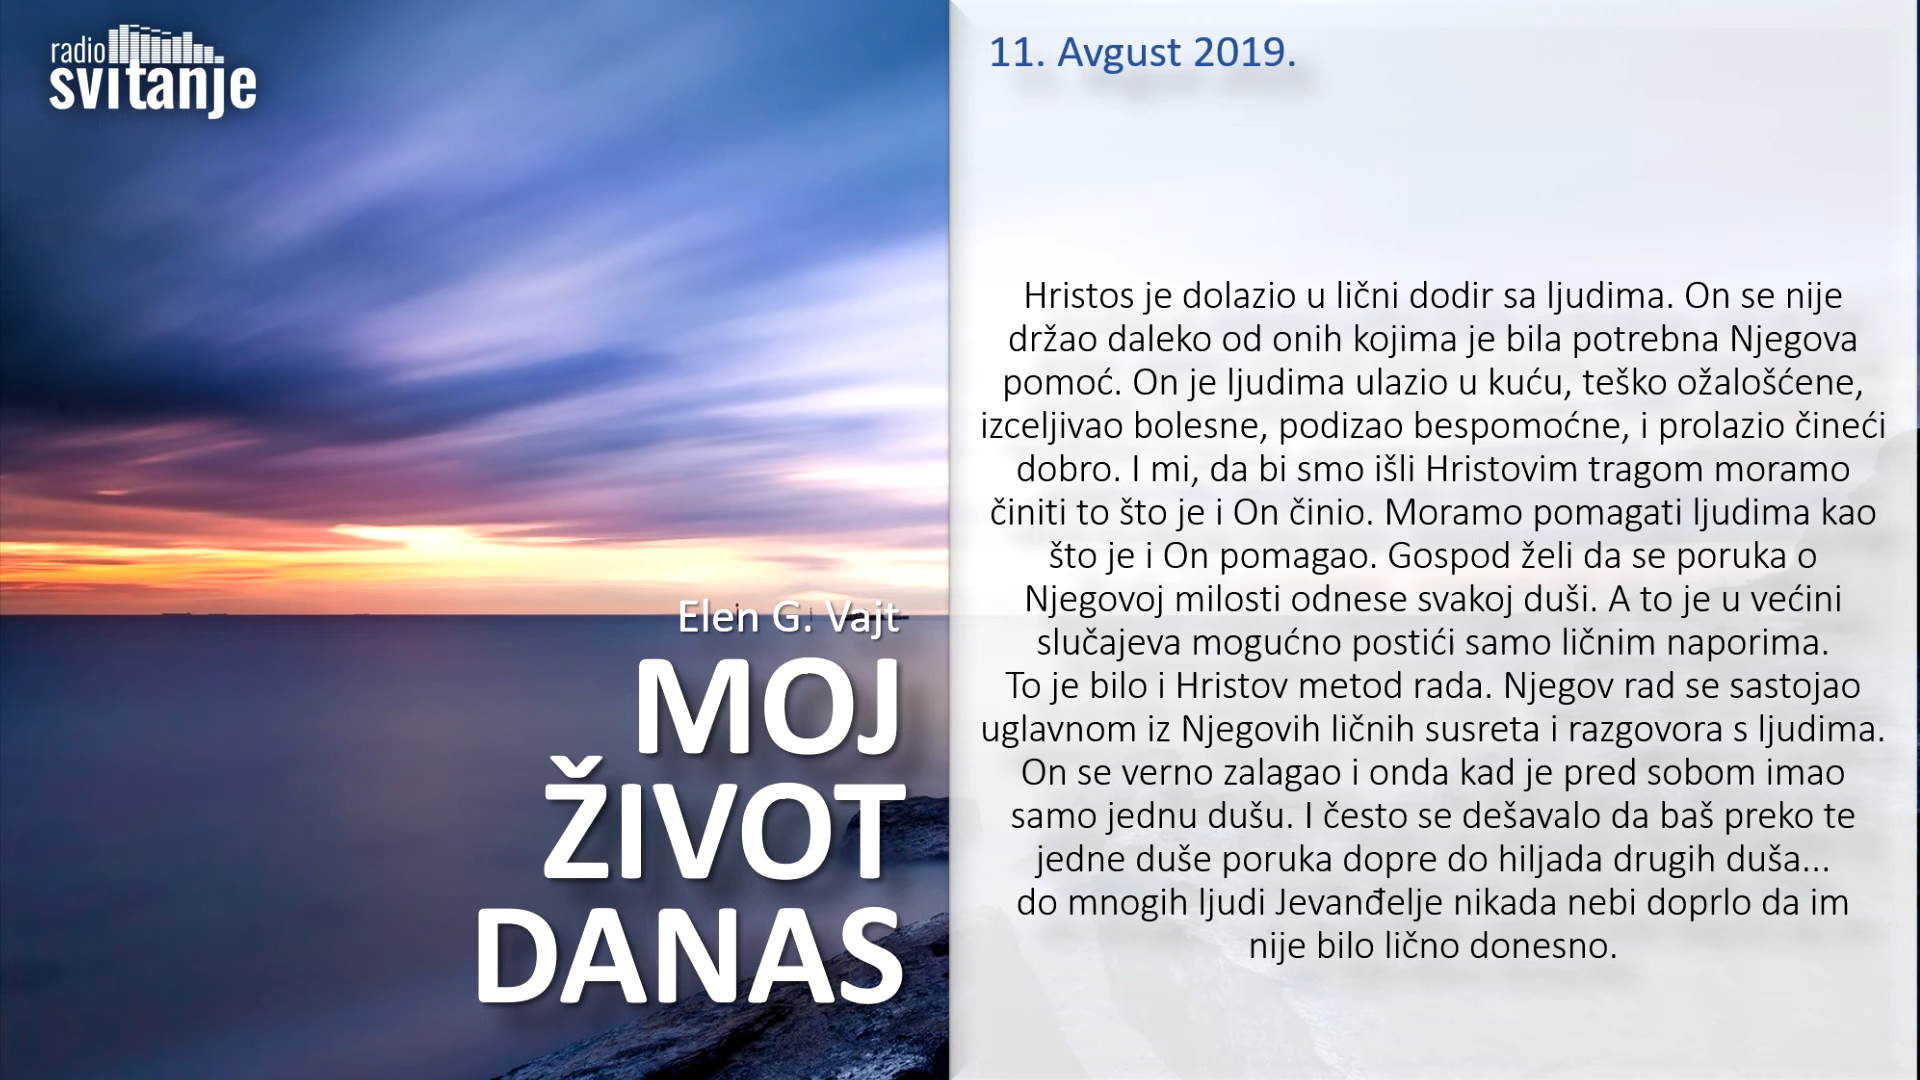 radio
svitanje
Elen G. Vajt
MOJ
ŽIVOT
DANAS
11. Avgust 2019.
Hristos je dolazio u lični dodir sa ljudima. On se nije
držao daleko od onih kojima je bila potrebna Njegova
pomoć. On je ljudima ulazio u kuću, teško ožalošćene,
izceljivao bolesne, podizao bespomoćne, i prolazio čineći
dobro. I mi, da bi smo išli Hristovim tragom moramo
činiti to što je i On činio. Moramo pomagati ljudima kao
što je i On pomagao. Gospod želi da se poruka o
Njegovoj milosti odnese svakoj duši. A to je u većini
slučajeva mogućno postići samo ličnim naporima.
To je bilo i Hristov metod rada. Njegov rad se sastojao
uglavnom iz Njegovih ličnih susreta i razgovora s ljudima.
On se verno zalagao i onda kad je pred sobom imao
samo jednu dušu. I često se dešavalo da baš preko te
jedne duše poruka dopre do hiljada drugih duša...
do mnogih ljudi Jevanđelje nikada nebi doprlo da im
nije bilo lično donesno.